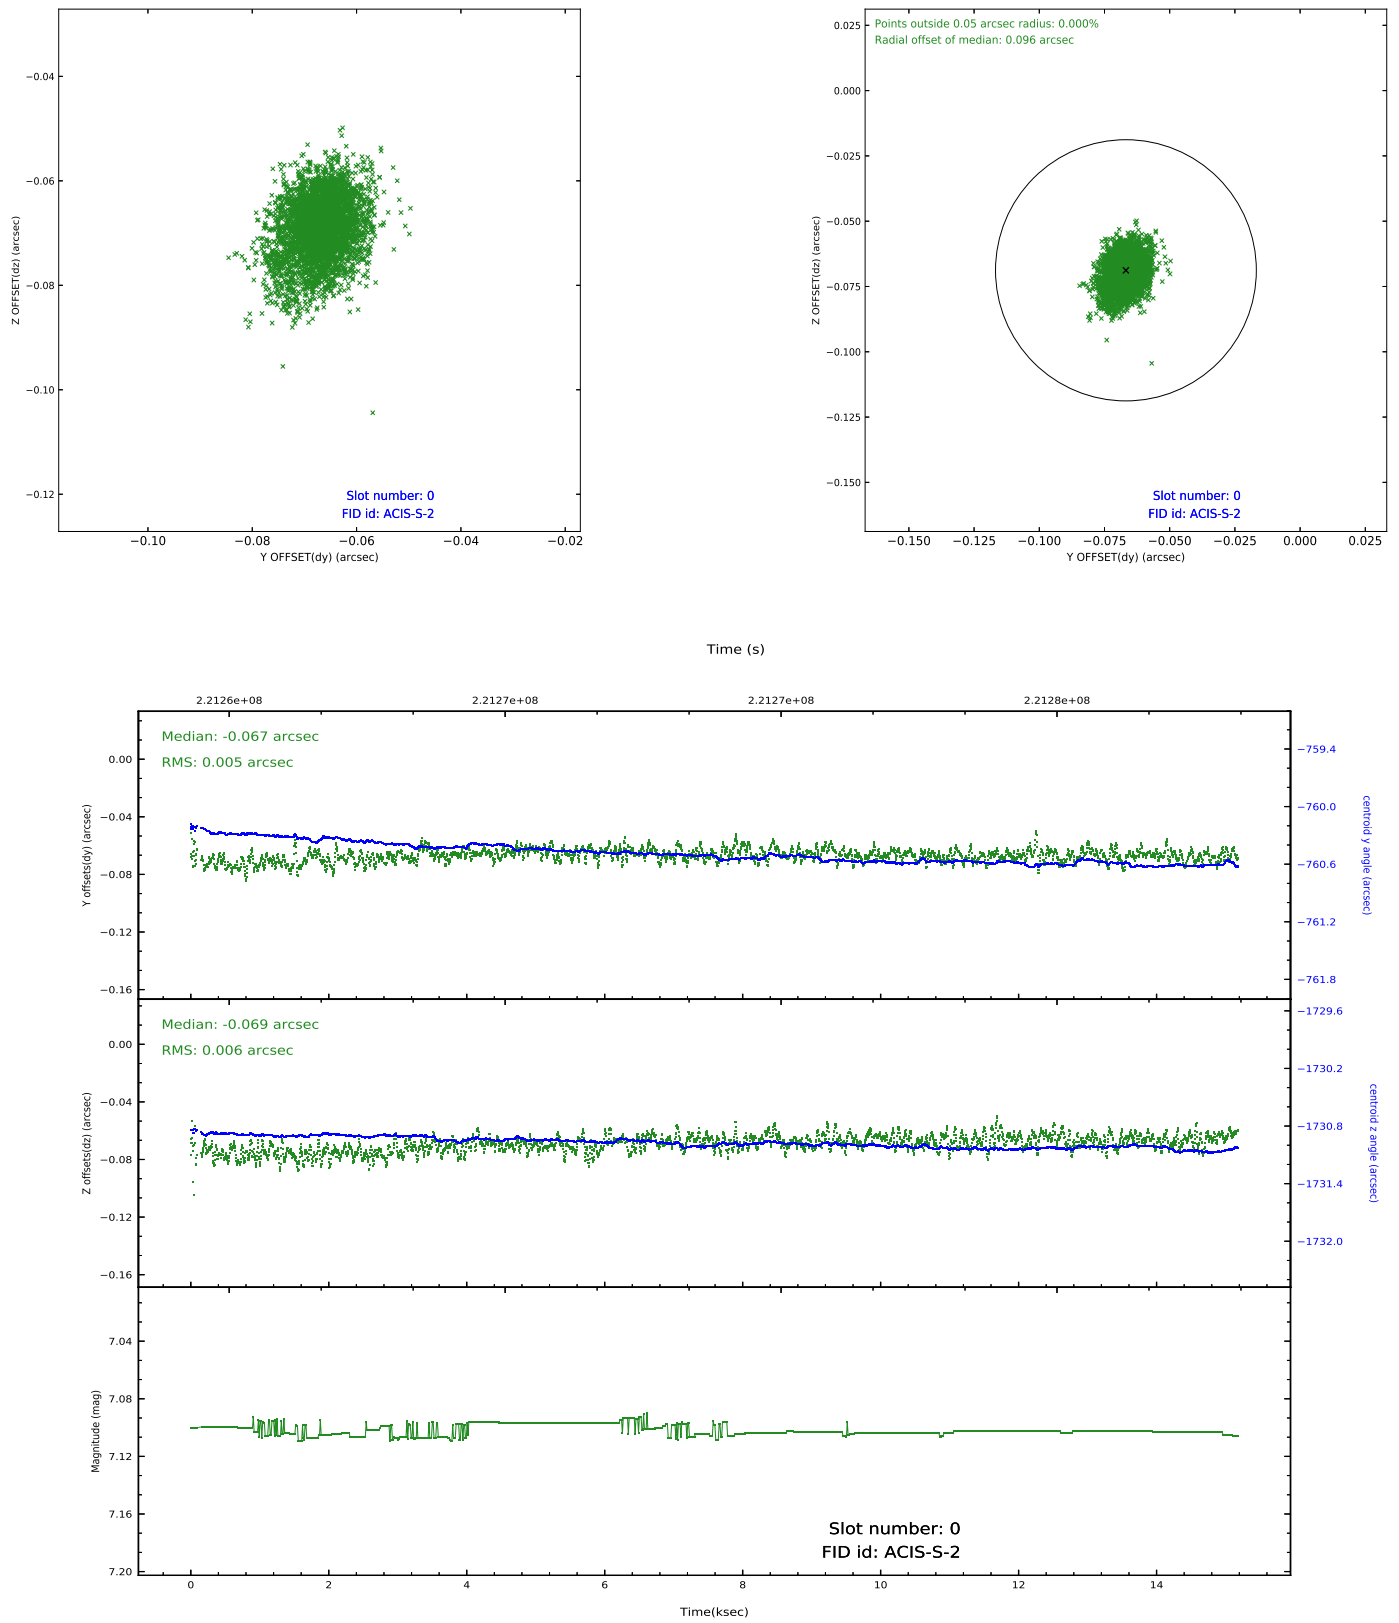 −0.04
−0.06
−0.08
−0.10
−0.12
Z OFFSET(dz) (arcsec)
Slot number: 0
FID id: ACIS-S-2
−0.10 −0.08 −0.06 −0.04 −0.02
Y OFFSET(dy) (arcsec)
Points outside 0.05 arcsec radius: 0.000%
Radial offset of median: 0.096 arcsec
0.025
0.000
−0.025
−0.050
−0.075
−0.100
−0.125
−0.150
Z OFFSET(dz) (arcsec)
Slot number: 0
FID id: ACIS-S-2
−0.150 −0.125 −0.100 −0.075 −0.050 −0.025 0.000 0.025
Y OFFSET(dy) (arcsec)
Time (s)
2.2126e+08 2.2127e+08 2.2127e+08 2.2128e+08
Median: -0.067 arcsec
RMS: 0.005 arcsec
0.00
−0.04
−0.08
−0.12
−0.16
Y offsets(dy) (arcsec)
−759.4
−760.0
−760.6
−761.2
−761.8
centroid y angle (arcsec)
Median: -0.069 arcsec
RMS: 0.006 arcsec
0.00
−0.04
−0.08
−0.12
−0.16
Z offsets(dz) (arcsec)
−1729.6
−1730.2
−1730.8
−1731.4
−1732.0
centroid z angle (arcsec)
7.04
7.08
7.12
7.16
7.20
Magnitude (mag)
Slot number: 0
FID id: ACIS-S-2
0 2 4 6 8 10 12 14
Time(ksec)